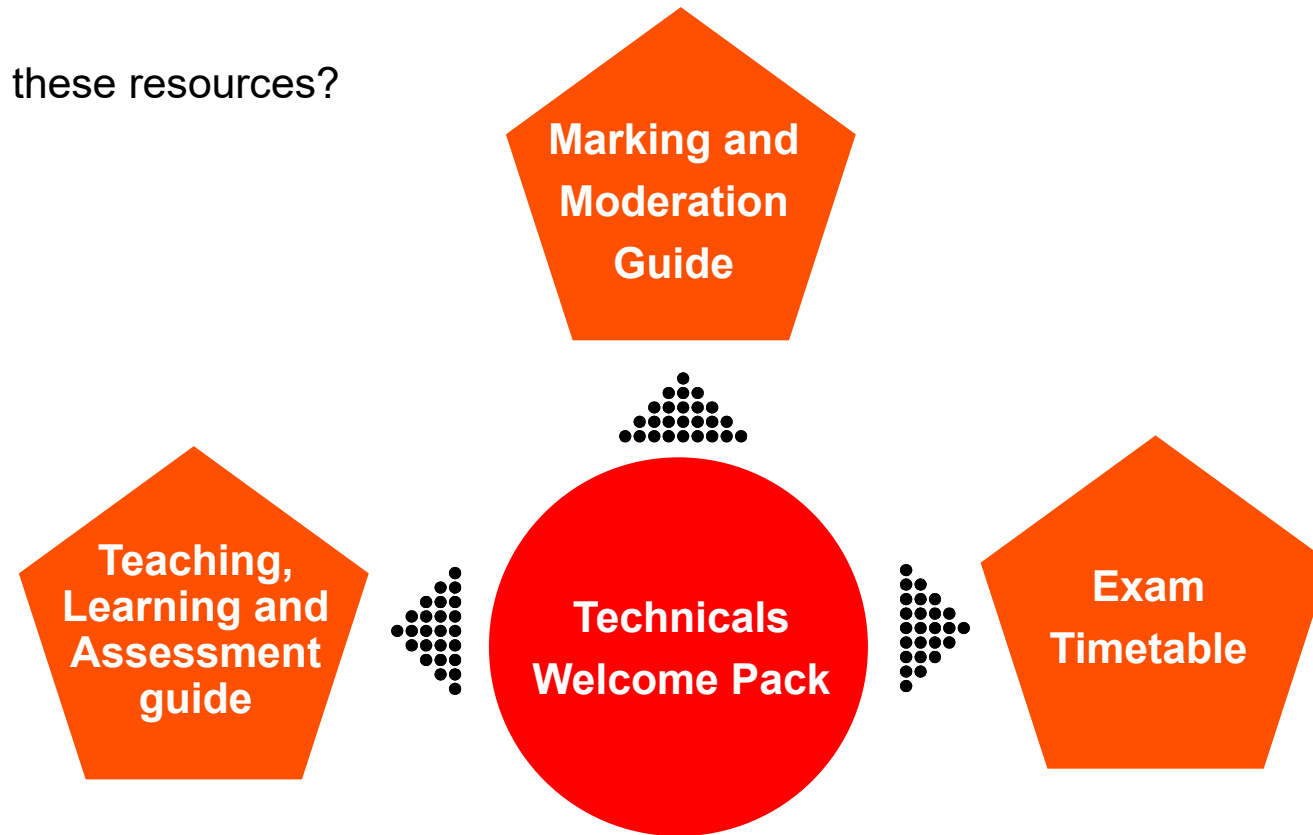 these resources?
Marking and
Moderation
Guide
Teaching,
Learning and
Assessment
guide
Technicals
Welcome Pack
Exam
Timetable